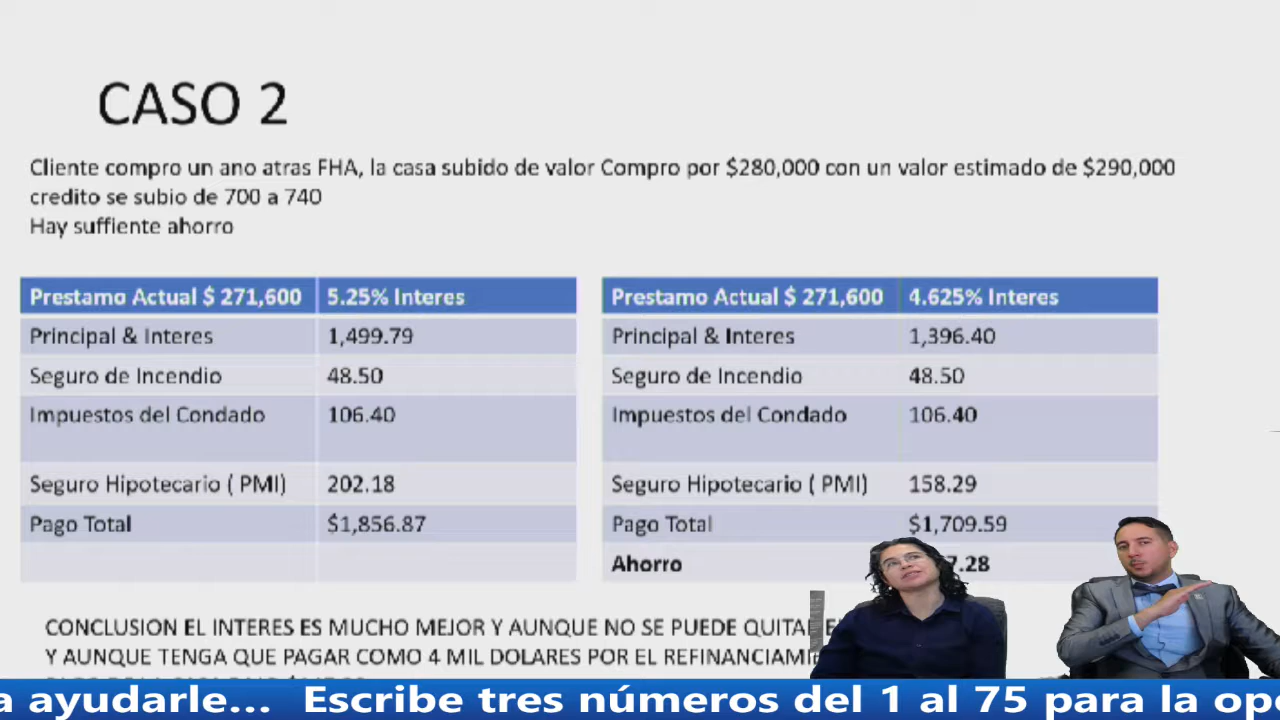 CASO 2
Cliente compro un ano atras FHA, la casa subido de valor Compro por $280,000 con un valor estimado de $290,000
credito se subio de 700 a 740
Hay suffiente ahorro
Prestamo Actual $ 271,600 5.25% Interes
Principal & Interes 1,499.79
Seguro de Incendio 48.50
Impuestos del Condado 106.40
Seguro Hipotecario ( PMI) 202.18
Pago Total $1,856.87
Prestamo Actual $ 271,600 4.625% Interes
Principal & Interes 1,396.40
Seguro de Incendio 48.50
Impuestos del Condado 106.40
Seguro Hipotecario ( PMI) 158.29
Pago Total $1,709.59
Ahorro 7.28
CONCLUSION EL INTERES ES MUCHO MEJOR Y AUNQUE NO SE PUEDE QUITAR
Y AUNQUE TENGA QUE PAGAR COMO 4 MIL DOLARES POR EL
a ayudarle... Escribe tres números del 1 al 75 para la